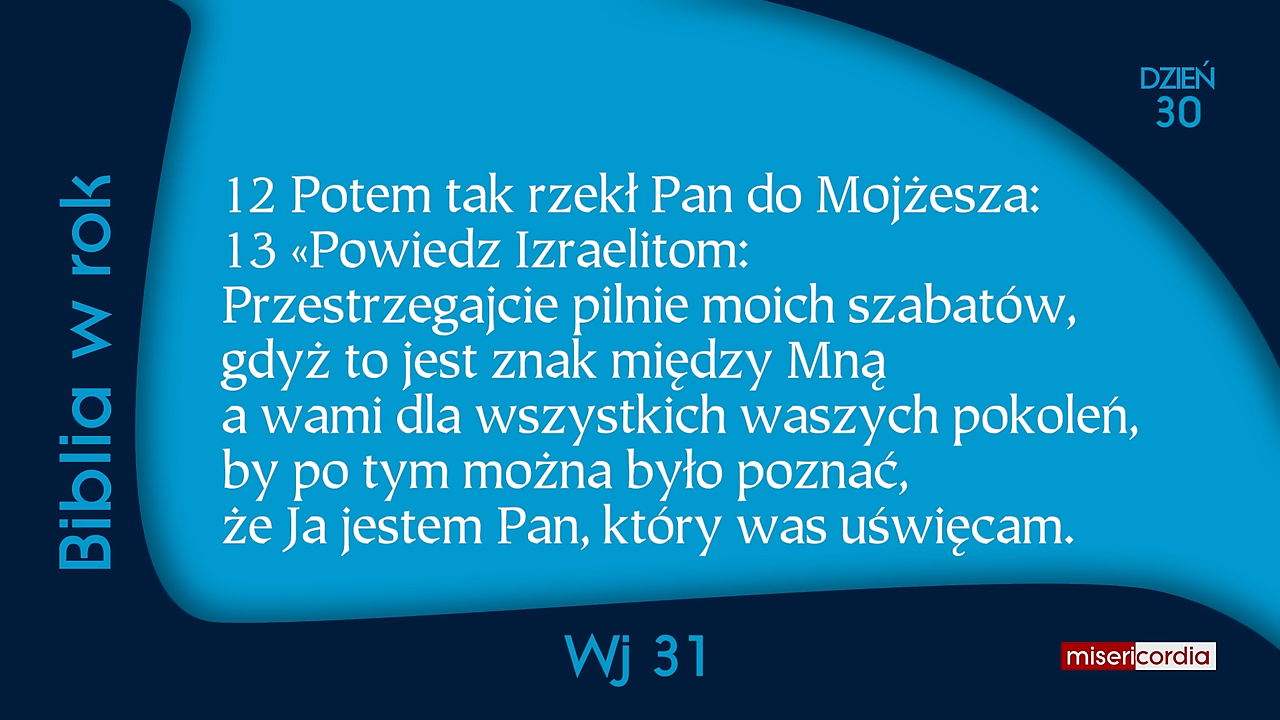 DZIEŃ
30
Biblia w rok
12 Potem tak rzekł Pan do Mojżesza:
13 «Powiedz Izraelitom:
Przestrzegajcie pilnie moich szabatów,
gdyż to jest znak między Mną
a wami dla wszystkich waszych pokoleń,
by po tym można było poznać,
że Ja jestem Pan, który was uświęcam.
Wj 31
misericordia